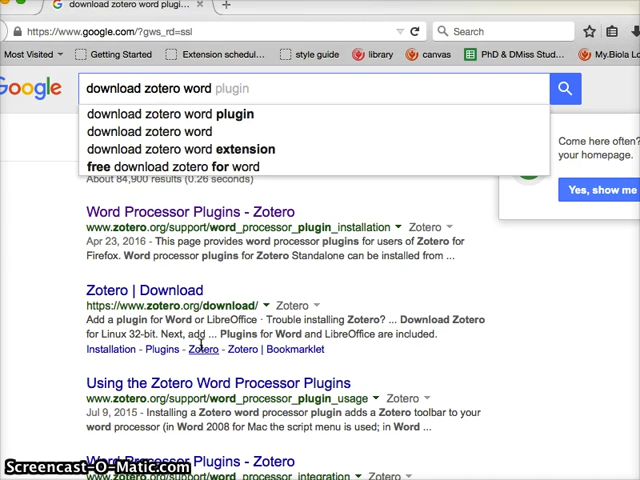 download zotero word plugi...
https://www.google.com/?gws_rd=ssl
Search
Most Visited
Getting Started
Extension schedul...
style guide
library
canvas
PhD & DMiss Stud...
My.Biola Lo
Google
download zotero word plugin
download zotero word plugin
download zotero word
download zotero word extension
free download zotero for word
Come here often?
your homepage.
Yes, show me
About 84,900 results (0.26 seconds)
Word Processor Plugins - Zotero
www.zotero.org/support/word_processor_plugin_installation Zotero
Apr 23, 2016 - This page provides word processor plugins for users of Zotero for
Firefox. Word processor plugins for Zotero Standalone can be installed from ...
Zotero | Download
https://www.zotero.org/download/ Zotero
Add a plugin for Word or LibreOffice · Trouble installing Zotero? ... Download Zotero
for Linux 32-bit. Next, add ... Plugins for Word and LibreOffice are included.
Installation - Plugins - Zotero - Zotero | Bookmarklet
Using the Zotero Word Processor Plugins
www.zotero.org/support/word_processor_plugin_usage Zotero
Jul 9, 2015 - Installing a Zotero word processor plugin adds a Zotero toolbar to your
word processor (in Word 2008 for Mac the script menu is used; in Word ...
Word Processor Plugins - Zotero
www.zotero.org/support/word_processor_integration Zotero
Screencast-O-Matic.com